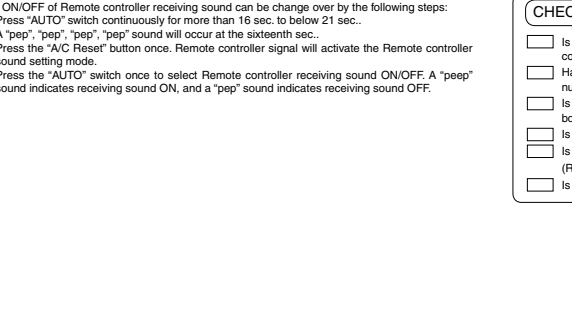 ON/OFF of Remote controller receiving sound can be change over by the following steps:
Press "AUTO" switch continuously for more than 16 sec. to below 21 sec..
A "pep", "pep", "pep", "pep" sound will occur at the sixteenth sec..
Press the "A/C Reset" button once. Remote controller signal will activate the Remote controller
sound setting mode.
Press the "AUTO" switch once to select Remote controller receiving sound ON/OFF. A "peep"
sound indicates receiving sound ON, and a "pep" sound indicates receiving sound OFF.
CHEC
Is
co
Ha
nu
Is
bo
Is
Is
(R
Is